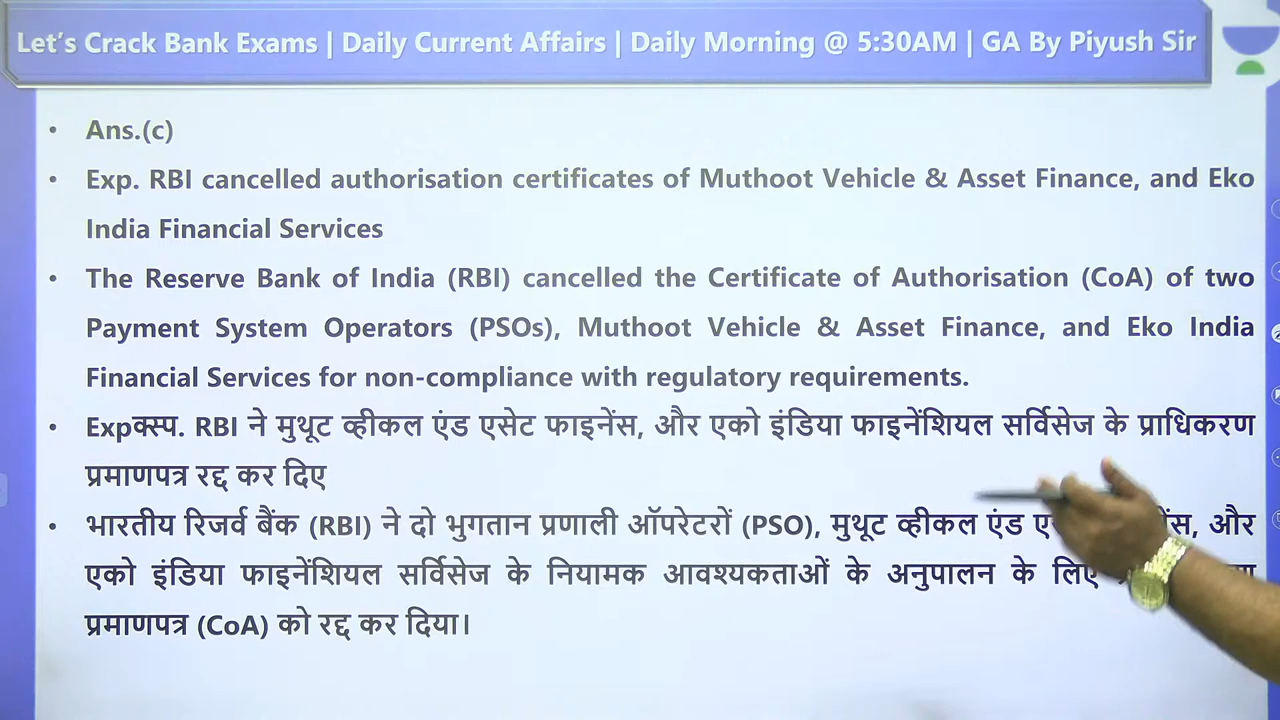 Let's Crack Bank Exams | Daily Current Affairs | Daily Morning @ 5:30AM | GA By Piyush Sir
• Ans.(c)
• Exp. RBI cancelled authorisation certificates of Muthoot Vehicle & Asset Finance, and Eko
India Financial Services
• The Reserve Bank of India (RBI) cancelled the Certificate of Authorisation (CoA) of two
Payment System Operators (PSOs), Muthoot Vehicle & Asset Finance, and Eko India
Financial Services for non-compliance with regulatory requirements.
• Expक्स्प. RBI ने मुथूट व्हीकल एंड एसेट फाइनेंस, और एको इंडिया फाइनेंशियल सर्विसेज के प्राधिकरण
प्रमाणपत्र रद्द कर दिए
• भारतीय रिजर्व बैंक (RBI) ने दो भुगतान प्रणाली ऑपरेटरों (PSO), मुथूट व्हीकल एंड और
एको इंडिया फाइनेंशियल सर्विसेज के नियामक आवश्यकताओं के अनुपालन के लिए
प्रमाणपत्र (CoA) को रद्द कर दिया।